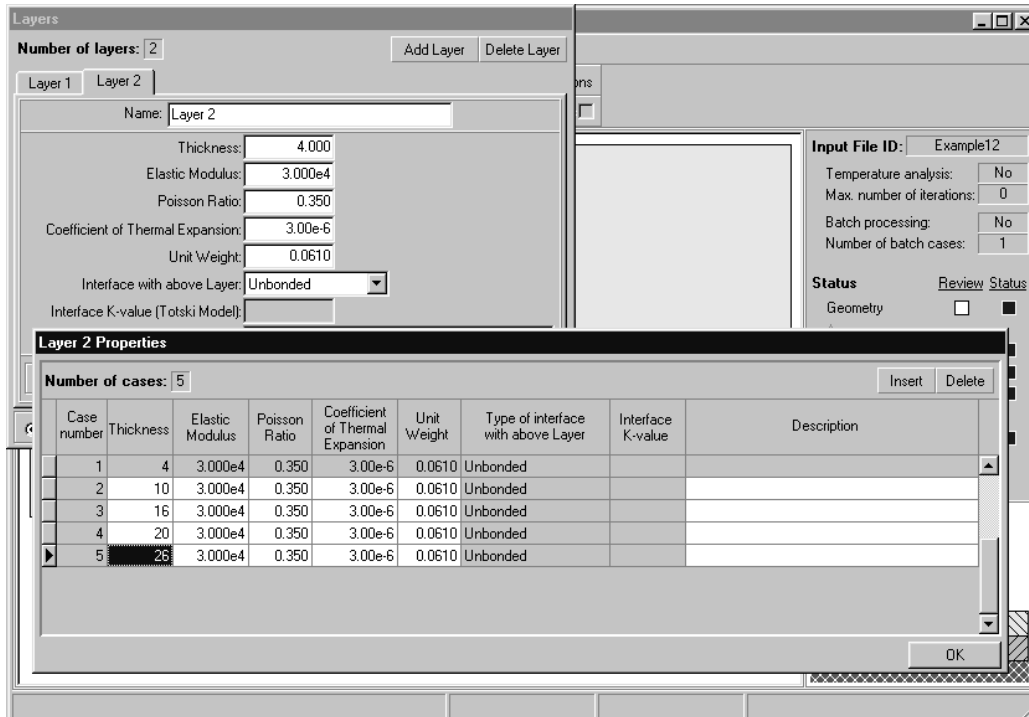 Layers
Number of layers: 2
Add Layer
Delete Layer
Layer 1
Layer 2
Name: Layer 2
Thickness: 4.000
Elastic Modulus: 3.000e4
Poisson Ratio: 0.350
Coefficient of Thermal Expansion: 3.00e-6
Unit Weight: 0.0610
Interface with above Layer: Unbonded
Interface K-value (Totski Model):
ons
Input File ID: Example12
Temperature analysis: No
Max. number of iterations: 0
Batch processing: No
Number of batch cases: 1
Status Review Status
Geometry
Layer 2 Properties
Number of cases: 5
Insert
Delete
Case number Thickness Elastic Modulus Poisson Ratio Coefficient of Thermal Expansion Unit Weight Type of interface with above Layer Interface K-value Description
1 4 3.000e4 0.350 3.00e-6 0.0610 Unbonded
2 10 3.000e4 0.350 3.00e-6 0.0610 Unbonded
3 16 3.000e4 0.350 3.00e-6 0.0610 Unbonded
4 20 3.000e4 0.350 3.00e-6 0.0610 Unbonded
5 26 3.000e4 0.350 3.00e-6 0.0610 Unbonded
OK